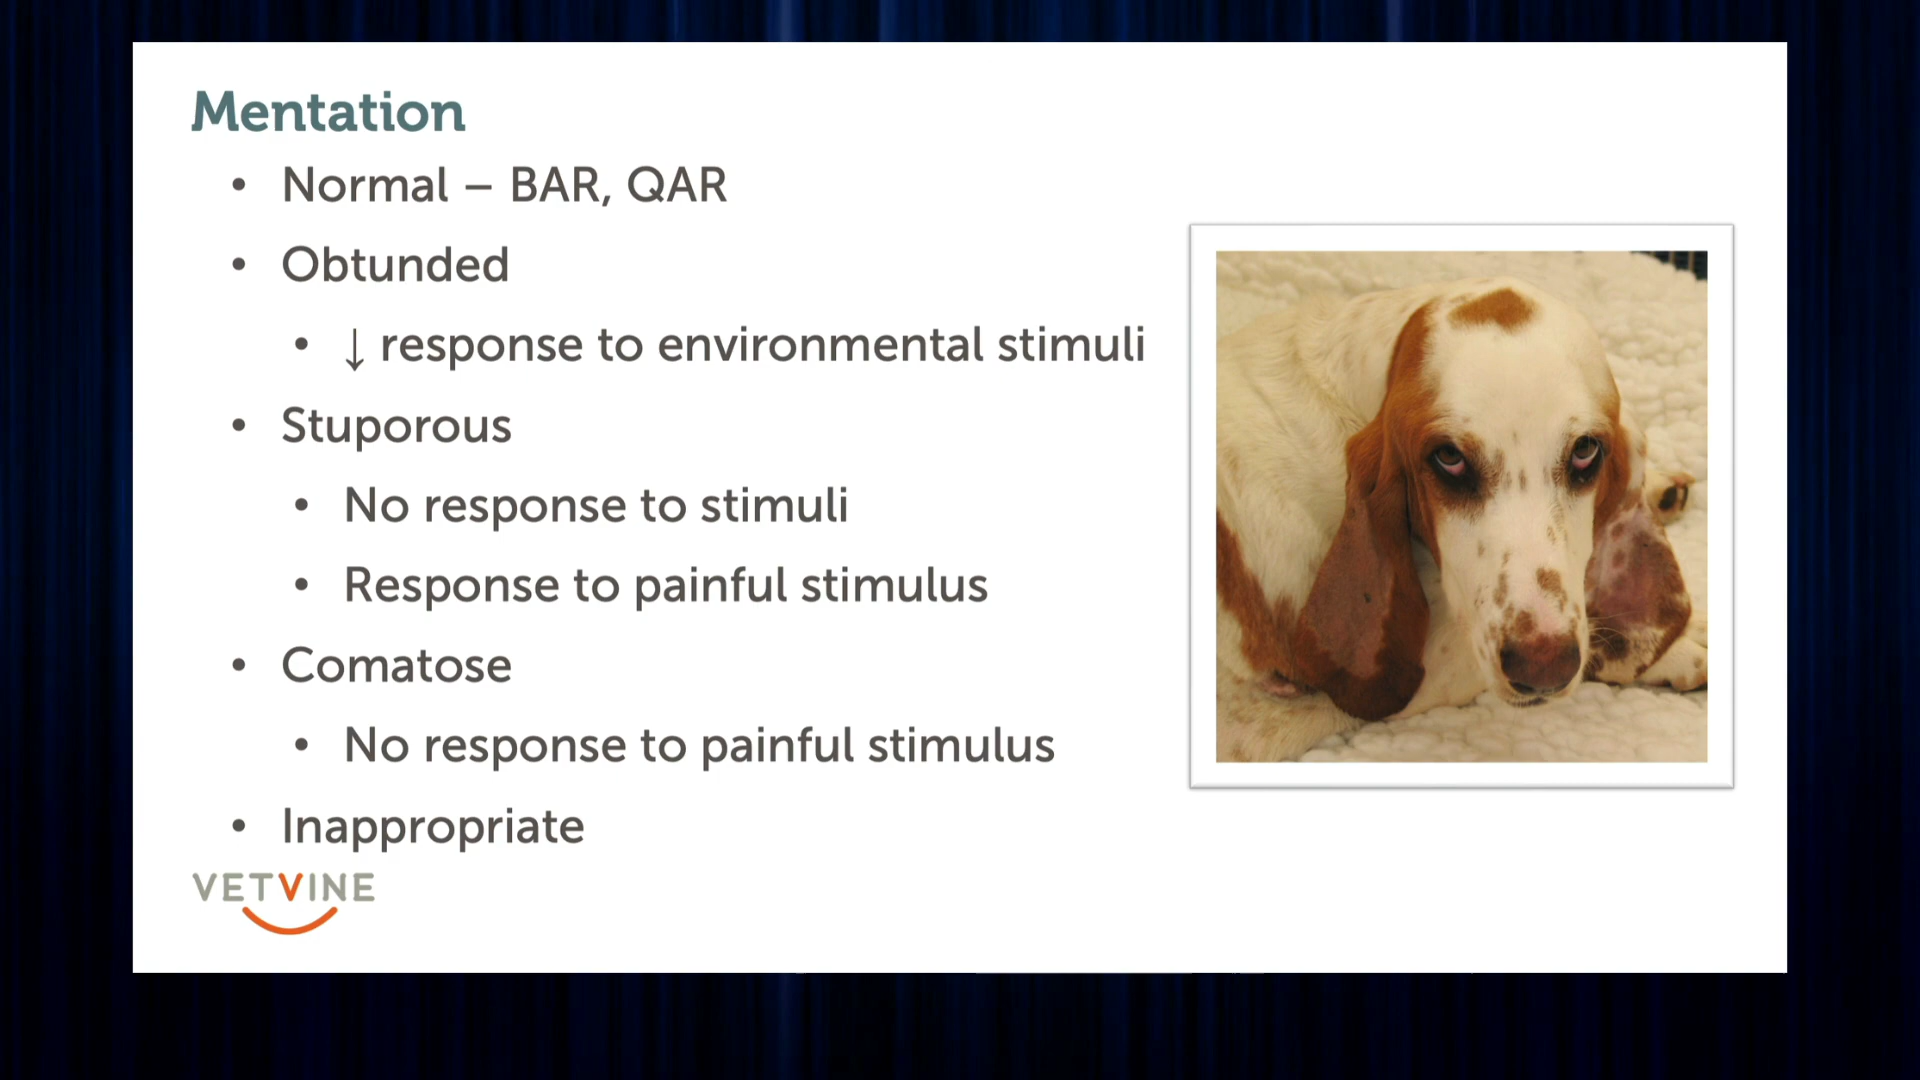 Mentation
• Normal – BAR, QAR
• Obtunded
• ↓ response to environmental stimuli
• Stuporous
• No response to stimuli
• Response to painful stimulus
• Comatose
• No response to painful stimulus
• Inappropriate
VETVINE